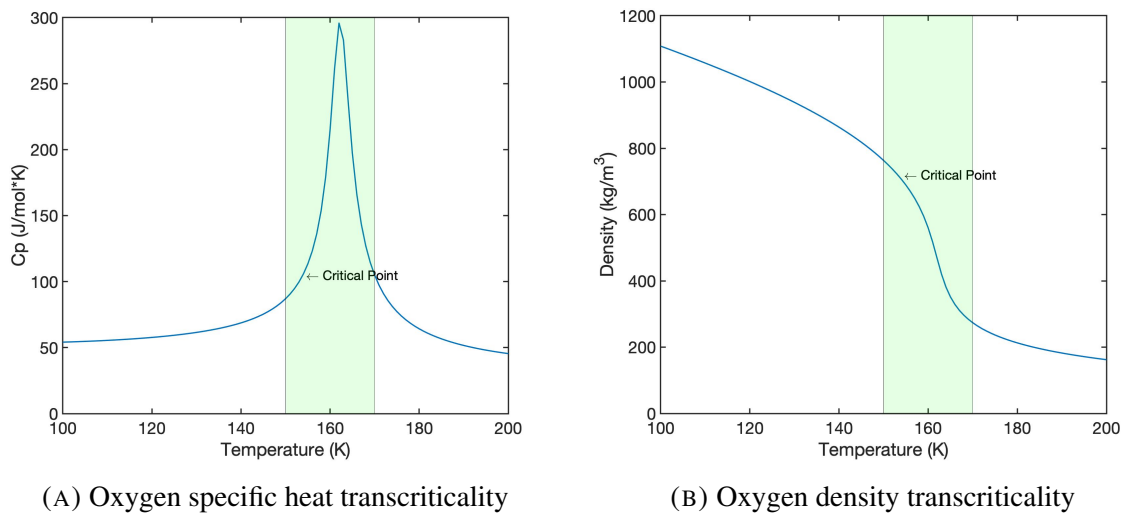 300
250
200
150
100
50
0
Cp (J/mol*K)
← Critical Point
100 120 140 160 180 200
Temperature (K)
(A) Oxygen specific heat transcriticality
1200
1000
800
600
400
200
0
Density (kg/m³)
← Critical Point
100 120 140 160 180 200
Temperature (K)
(B) Oxygen density transcriticality